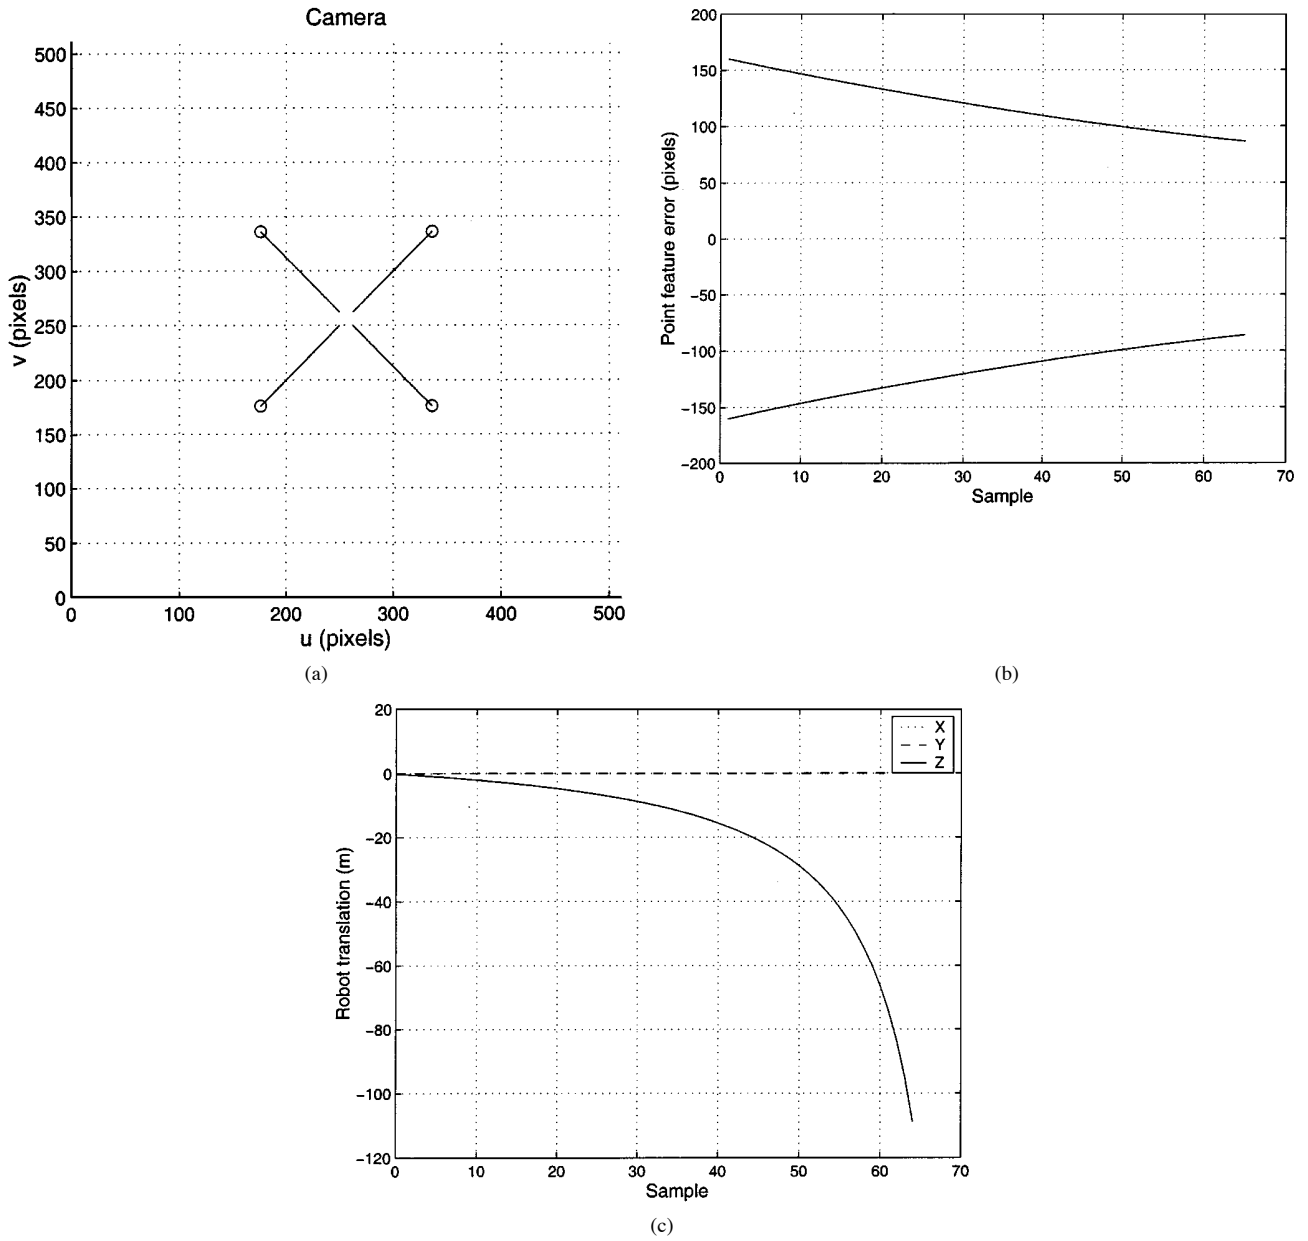 Camera
500
450
400
350
300
250
200
150
100
50
0
v (pixels)
0 100 200 300 400 500
u (pixels)
(a)
200
150
100
50
0
−50
−100
−150
−200
Point feature error (pixels)
0 10 20 30 40 50 60 70
Sample
(b)
20
0
−20
−40
−60
−80
−100
−120
Robot translation (m)
X
Y
Z
0 10 20 30 40 50 60 70
Sample
(c)